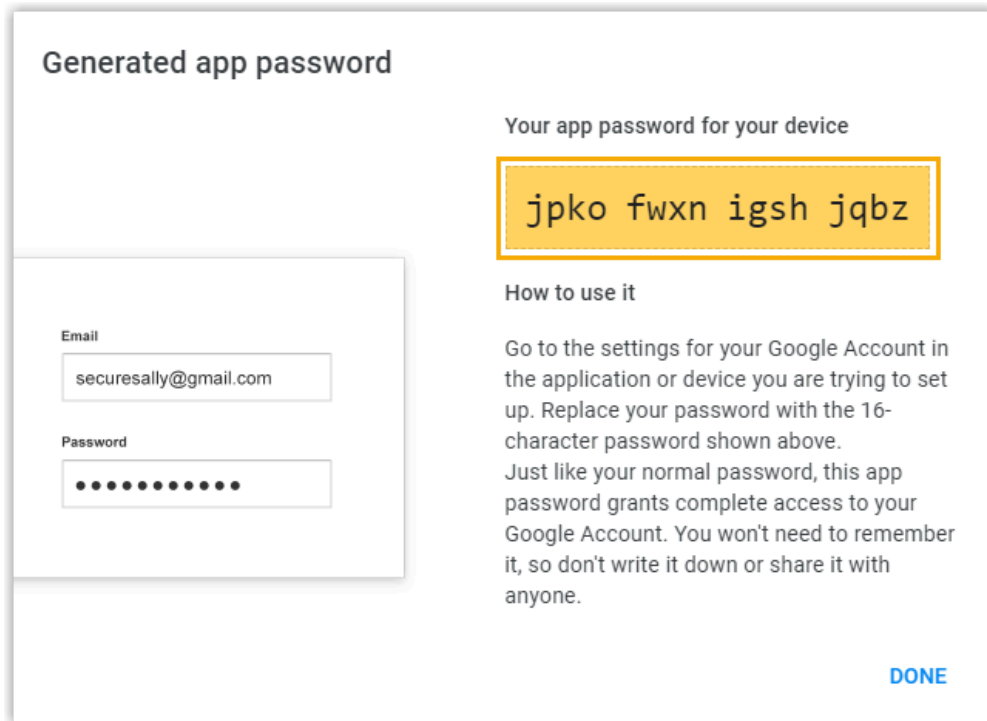 Generated app password
Your app password for your device
jpko fwxn igsh jqbz
How to use it
Email
securesally@gmail.com
Password
●●●●●●●●●●●
Go to the settings for your Google Account in
the application or device you are trying to set
up. Replace your password with the 16-
character password shown above.
Just like your normal password, this app
password grants complete access to your
Google Account. You won't need to remember
it, so don't write it down or share it with
anyone.
DONE